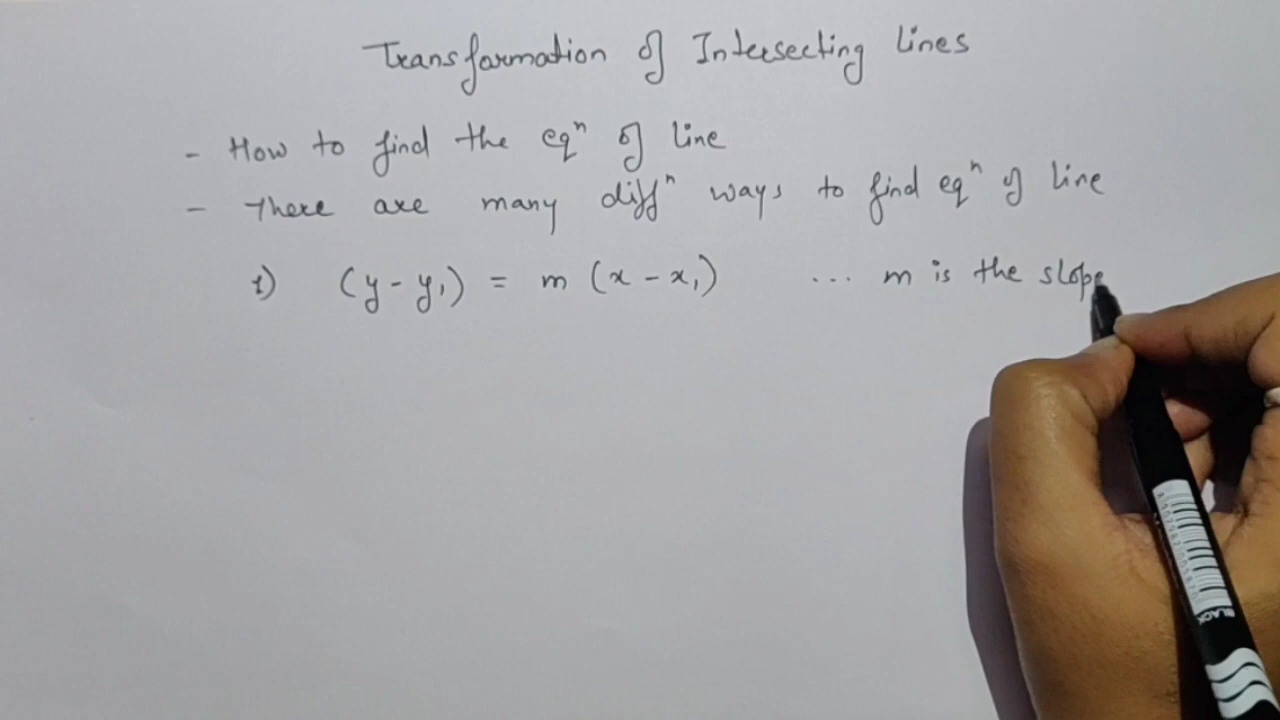 Transformation of Intersecting lines
- How to find the eqⁿ of line
- There are many diffⁿ ways to find eqⁿ of line
1) (y - y₁) = m (x - x₁) ... m is the slope
BLACK